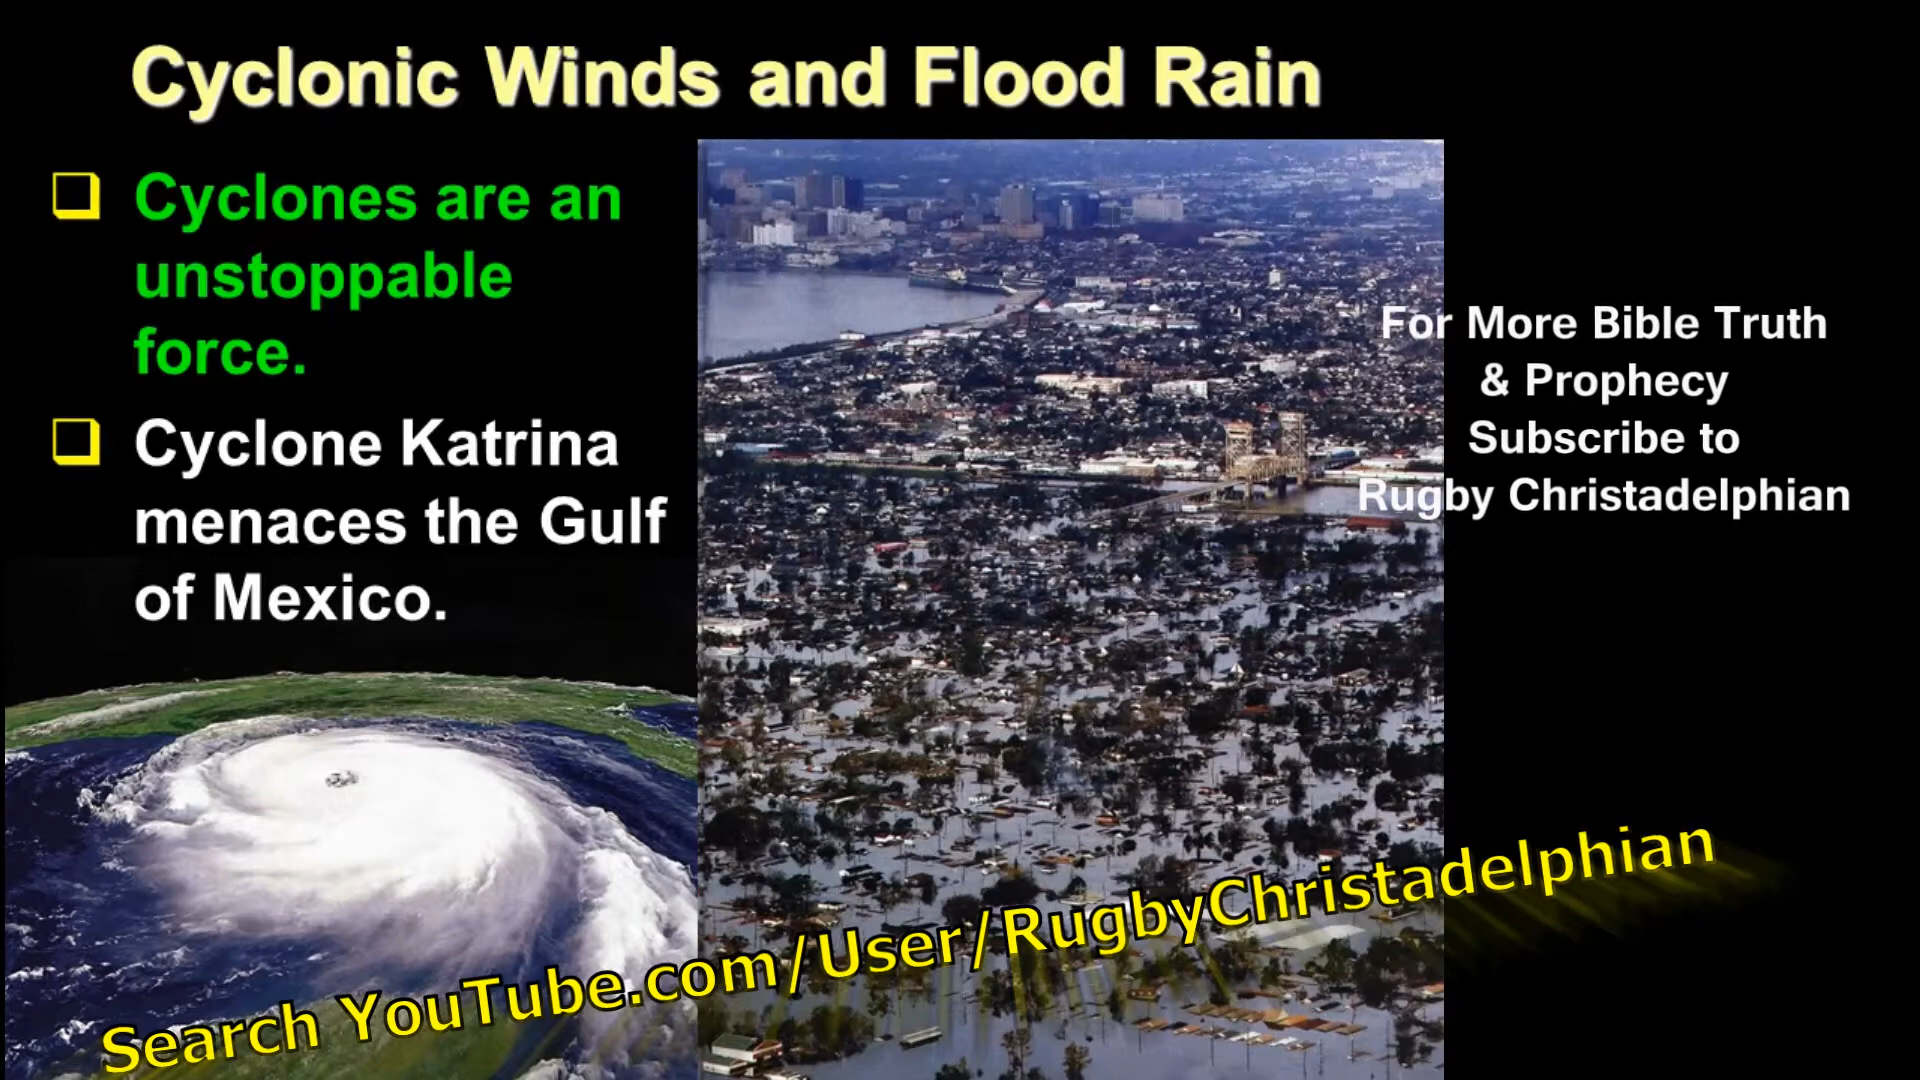 Cyclonic Winds and Flood Rain
Cyclones are an
unstoppable
force.
Cyclone Katrina
menaces the Gulf
of Mexico.
For More Bible Truth
& Prophecy
Subscribe to
Rugby Christadelphian
Search YouTube.com/User/RugbyChristadelphian